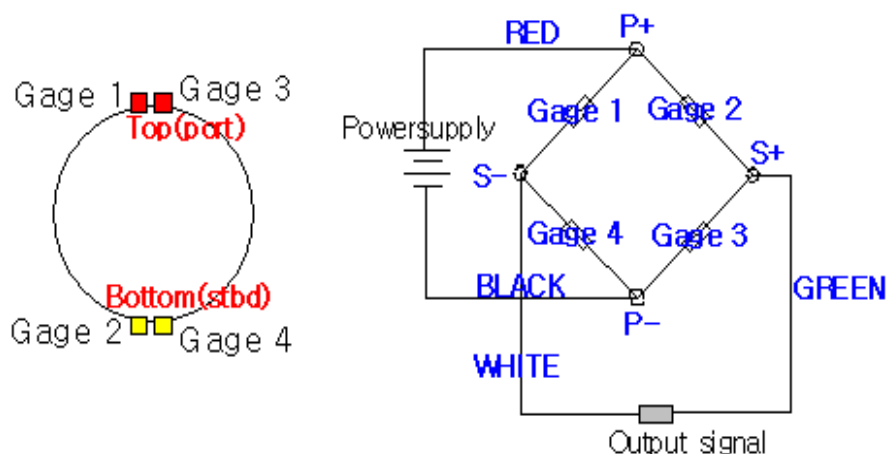 Gage 1
Gage 3
Top(port)
Bottom(stbd)
Gage 2
Gage 4
P+
RED
Gage 1
Gage 2
Powersupply
S-
S+
Gage 4
Gage 3
BLACK
GREEN
P-
WHITE
Output signal